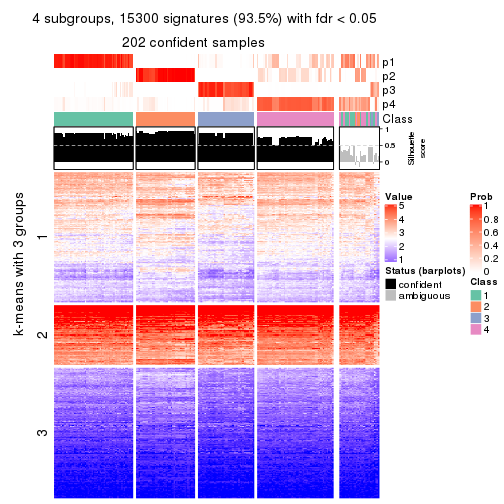 4 subgroups, 15300 signatures (93.5%) with fdr < 0.05
202 confident samples
p1
p2
p3
p4
Class
1
0.5
0
Silhouette
score
k-means with 3 groups
1
2
3
Value
5
4
3
2
1
Status (barplots)
confident
ambiguous
Prob
1
0.8
0.6
0.4
0.2
0
Class
1
2
3
4